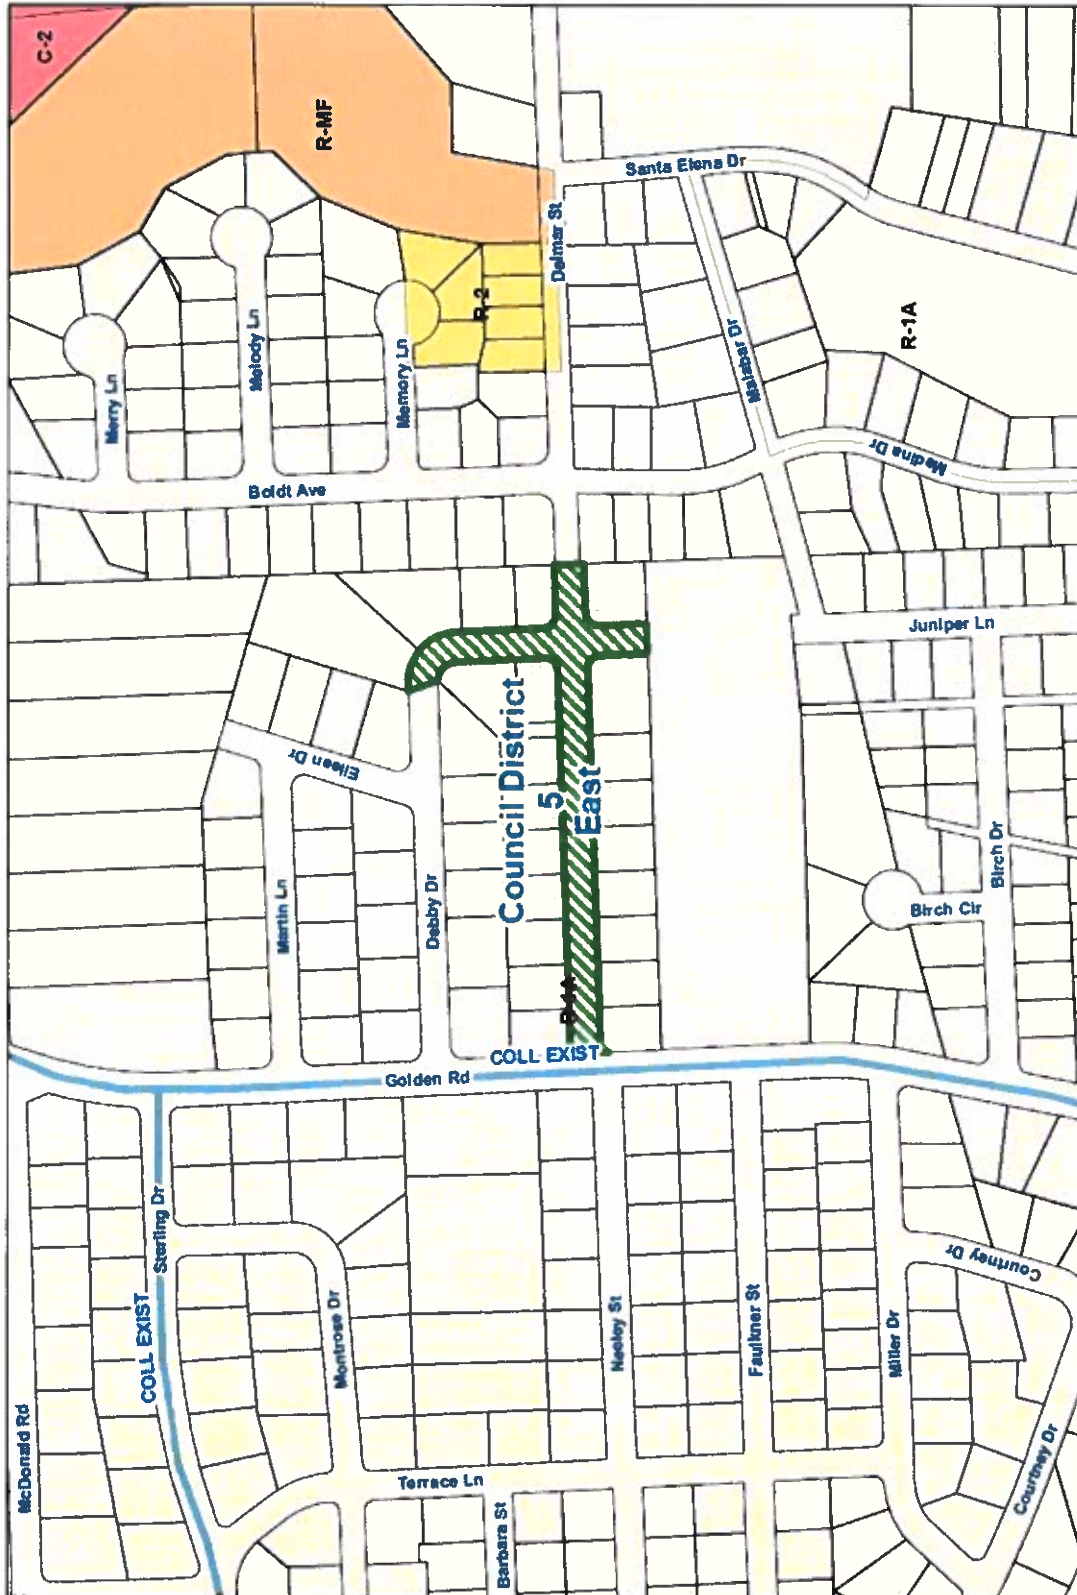 C-2
R-MF
Santa Elena Dr
Delmar St
R-2
Melody Ln
Merry Ln
Memory Ln
Malabar Dr
R-1A
Medina Dr
Boldt Ave
Juniper Ln
Council District
5
East
Eileen Dr
Martin Ln
Debby Dr
Birch Dr
Birch Cir
R-1A
COLL EXIST
Golden Rd
Sterling Dr
COLL EXIST
Montrose Dr
Neeley St
Faulkner St
Miller Dr
Courtney Dr
McDonald Rd
Terrace Ln
Barbara St
Courtney Dr